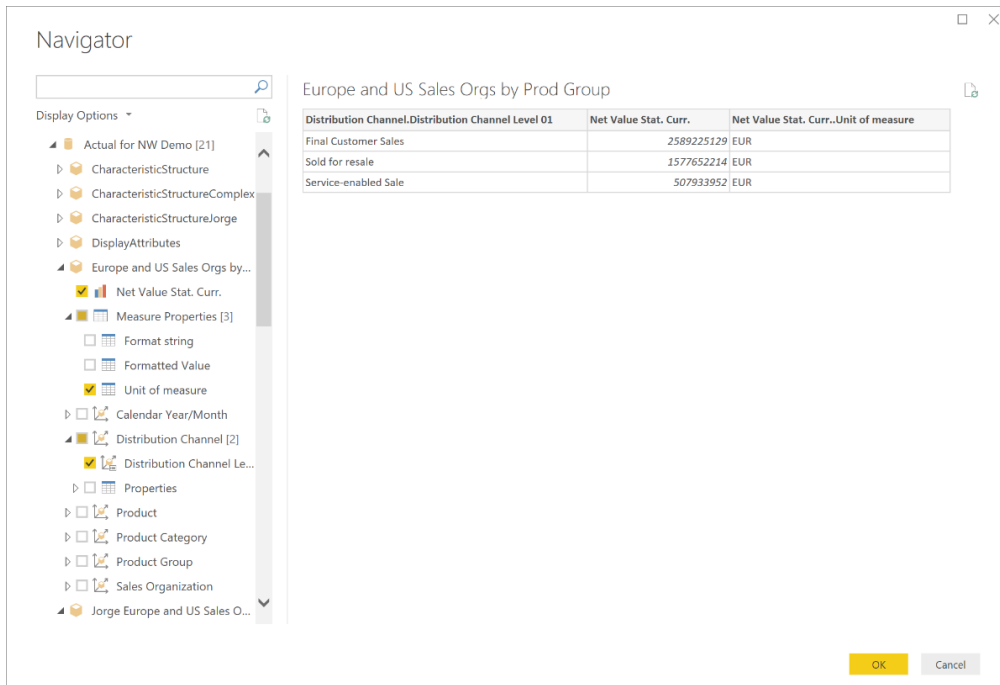 Navigator
Display Options
Actual for NW Demo [21]
CharacteristicStructure
CharacteristicStructureComplex
CharacteristicStructureJorge
DisplayAttributes
Europe and US Sales Orgs by...
Net Value Stat. Curr.
Measure Properties [3]
Format string
Formatted Value
Unit of measure
Calendar Year/Month
Distribution Channel [2]
Distribution Channel Le...
Properties
Product
Product Category
Product Group
Sales Organization
Jorge Europe and US Sales O...
Europe and US Sales Orgs by Prod Group
Distribution Channel.Distribution Channel Level 01 Net Value Stat. Curr. Net Value Stat. Curr..Unit of measure
Final Customer Sales 2589225129 EUR
Sold for resale 1577652214 EUR
Service-enabled Sale 507933952 EUR
OK Cancel